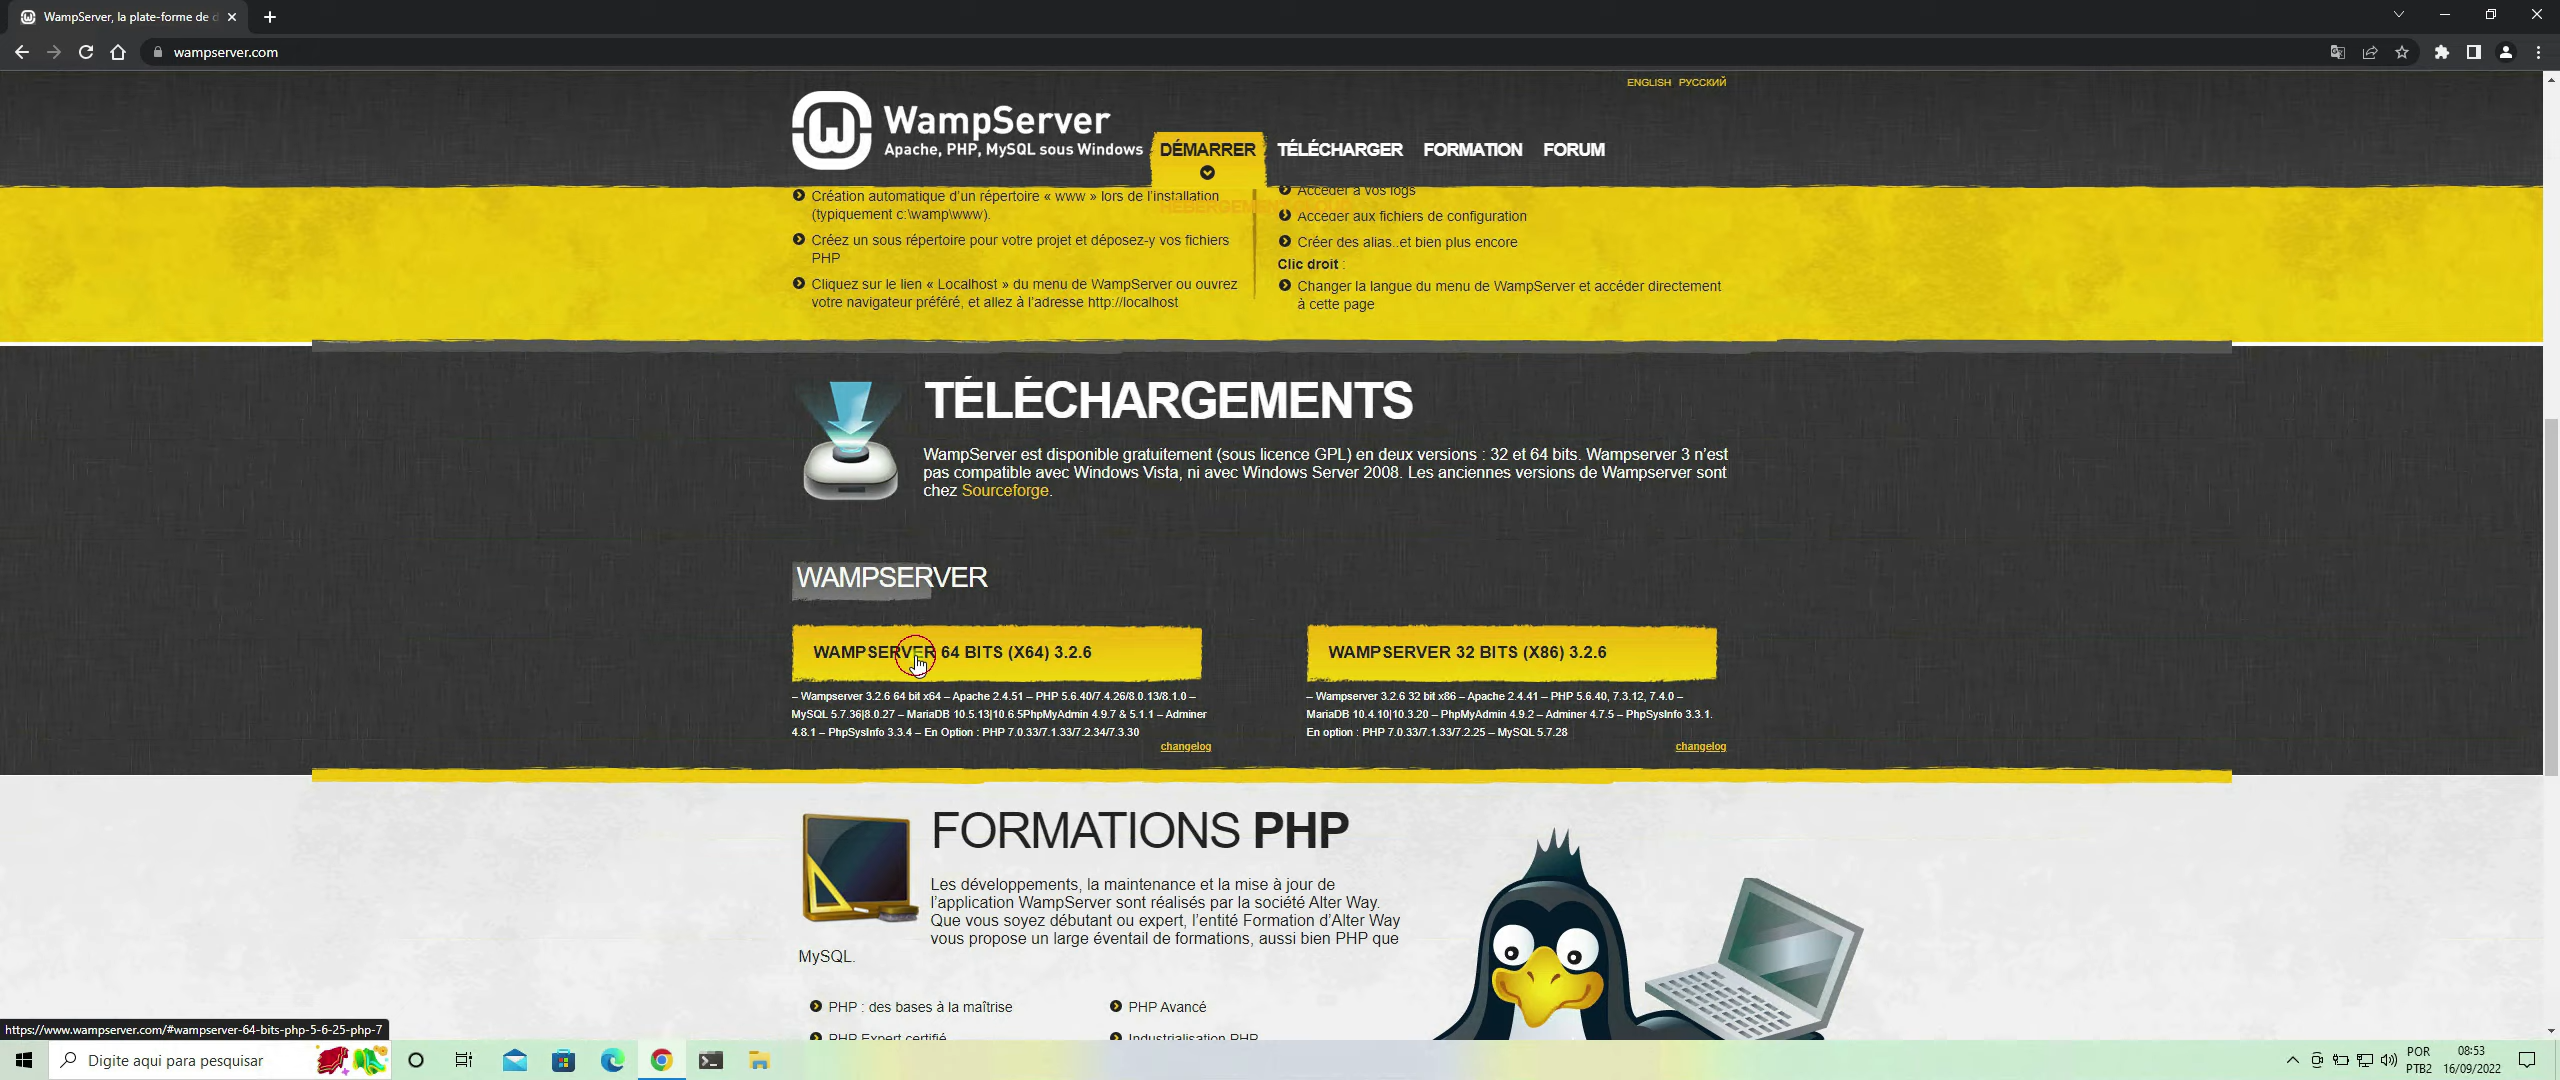 WampServer, la plate-forme de d
wampserver.com
ENGLISH РУССКИЙ
WampServer
Apache, PHP, MySQL sous Windows
DÉMARRER TÉLÉCHARGER FORMATION FORUM
Création automatique d'un répertoire « www » lors de l'installation
(typiquement c:\wamp\www).
Créez un sous répertoire pour votre projet et déposez-y vos fichiers
PHP
Cliquez sur le lien « Localhost » du menu de WampServer ou ouvrez
votre navigateur préféré, et allez à l'adresse http://localhost
Accéder à vos logs
Accéder aux fichiers de configuration
Créer des alias..et bien plus encore
Clic droit :
Changer la langue du menu de WampServer et accéder directement
à cette page
TÉLÉCHARGEMENTS
WampServer est disponible gratuitement (sous licence GPL) en deux versions : 32 et 64 bits. Wampserver 3 n'est
pas compatible avec Windows Vista, ni avec Windows Server 2008. Les anciennes versions de Wampserver sont
chez Sourceforge.
WAMPSERVER
WAMPSERVER 64 BITS (X64) 3.2.6
– Wampserver 3.2.6 64 bit x64 – Apache 2.4.51 – PHP 5.6.40/7.4.26/8.0.13/8.1.0 –
MySQL 5.7.36|8.0.27 – MariaDB 10.5.13|10.6.5PhpMyAdmin 4.9.7 & 5.1.1 – Adminer
4.8.1 – PhpSysInfo 3.3.4 – En Option : PHP 7.0.33/7.1.33/7.2.34/7.3.30
changelog
WAMPSERVER 32 BITS (X86) 3.2.6
– Wampserver 3.2.6 32 bit x86 – Apache 2.4.41 – PHP 5.6.40, 7.3.12, 7.4.0 –
MariaDB 10.4.10|10.3.20 – PhpMyAdmin 4.9.2 – Adminer 4.7.5 – PhpSysInfo 3.3.1.
En option : PHP 7.0.33/7.1.33/7.2.25 – MySQL 5.7.28
changelog
FORMATIONS PHP
Les développements, la maintenance et la mise à jour de
l'application WampServer sont réalisés par la société Alter Way.
Que vous soyez débutant ou expert, l'entité Formation d'Alter Way
vous propose un large éventail de formations, aussi bien PHP que
MySQL.
PHP : des bases à la maîtrise
PHP Avancé
PHP Expert certifié
Industrialisation PHP
https://www.wampserver.com/#wampserver-64-bits-php-5-6-25-php-7
Digite aqui para pesquisar
POR
PTB2
08:53
16/09/2022